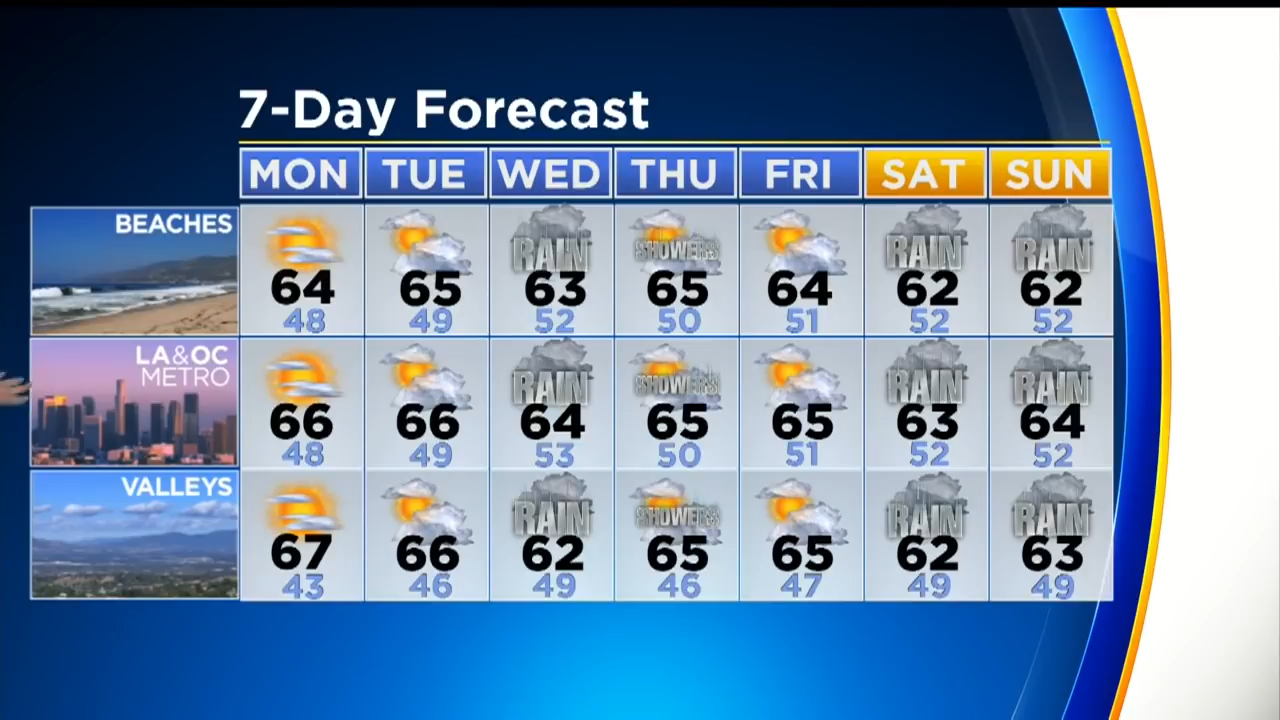 7-Day Forecast
MON TUE WED THU FRI SAT SUN
BEACHES
RAIN SHOWERS RAIN RAIN
64 65 63 65 64 62 62
48 49 52 50 51 52 52
LA&OC
METRO
RAIN SHOWERS RAIN RAIN
66 66 64 65 65 63 64
48 49 53 50 51 52 52
VALLEYS
RAIN SHOWERS RAIN RAIN
67 66 62 65 65 62 63
43 46 49 46 47 49 49